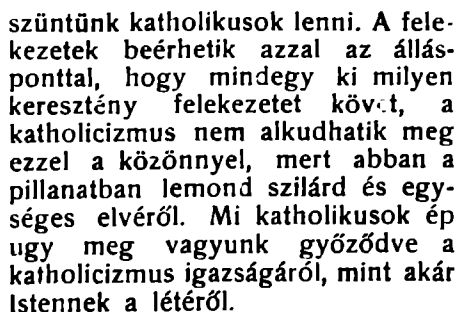 szüntünk katholikusok lenni. A fele-
kezetek beérhetik azzal az állás-
ponttal, hogy mindegy ki milyen
keresztény felekezetet követ, a
katholicizmus nem alkudhatik meg
ezzel a közönnyel, mert abban a
pillanatban lemond szilárd és egy-
séges elvéről. Mi katholikusok ép
ugy meg vagyunk győződve a
katholicizmus igazságáról, mint akár
Istennek a létéről.